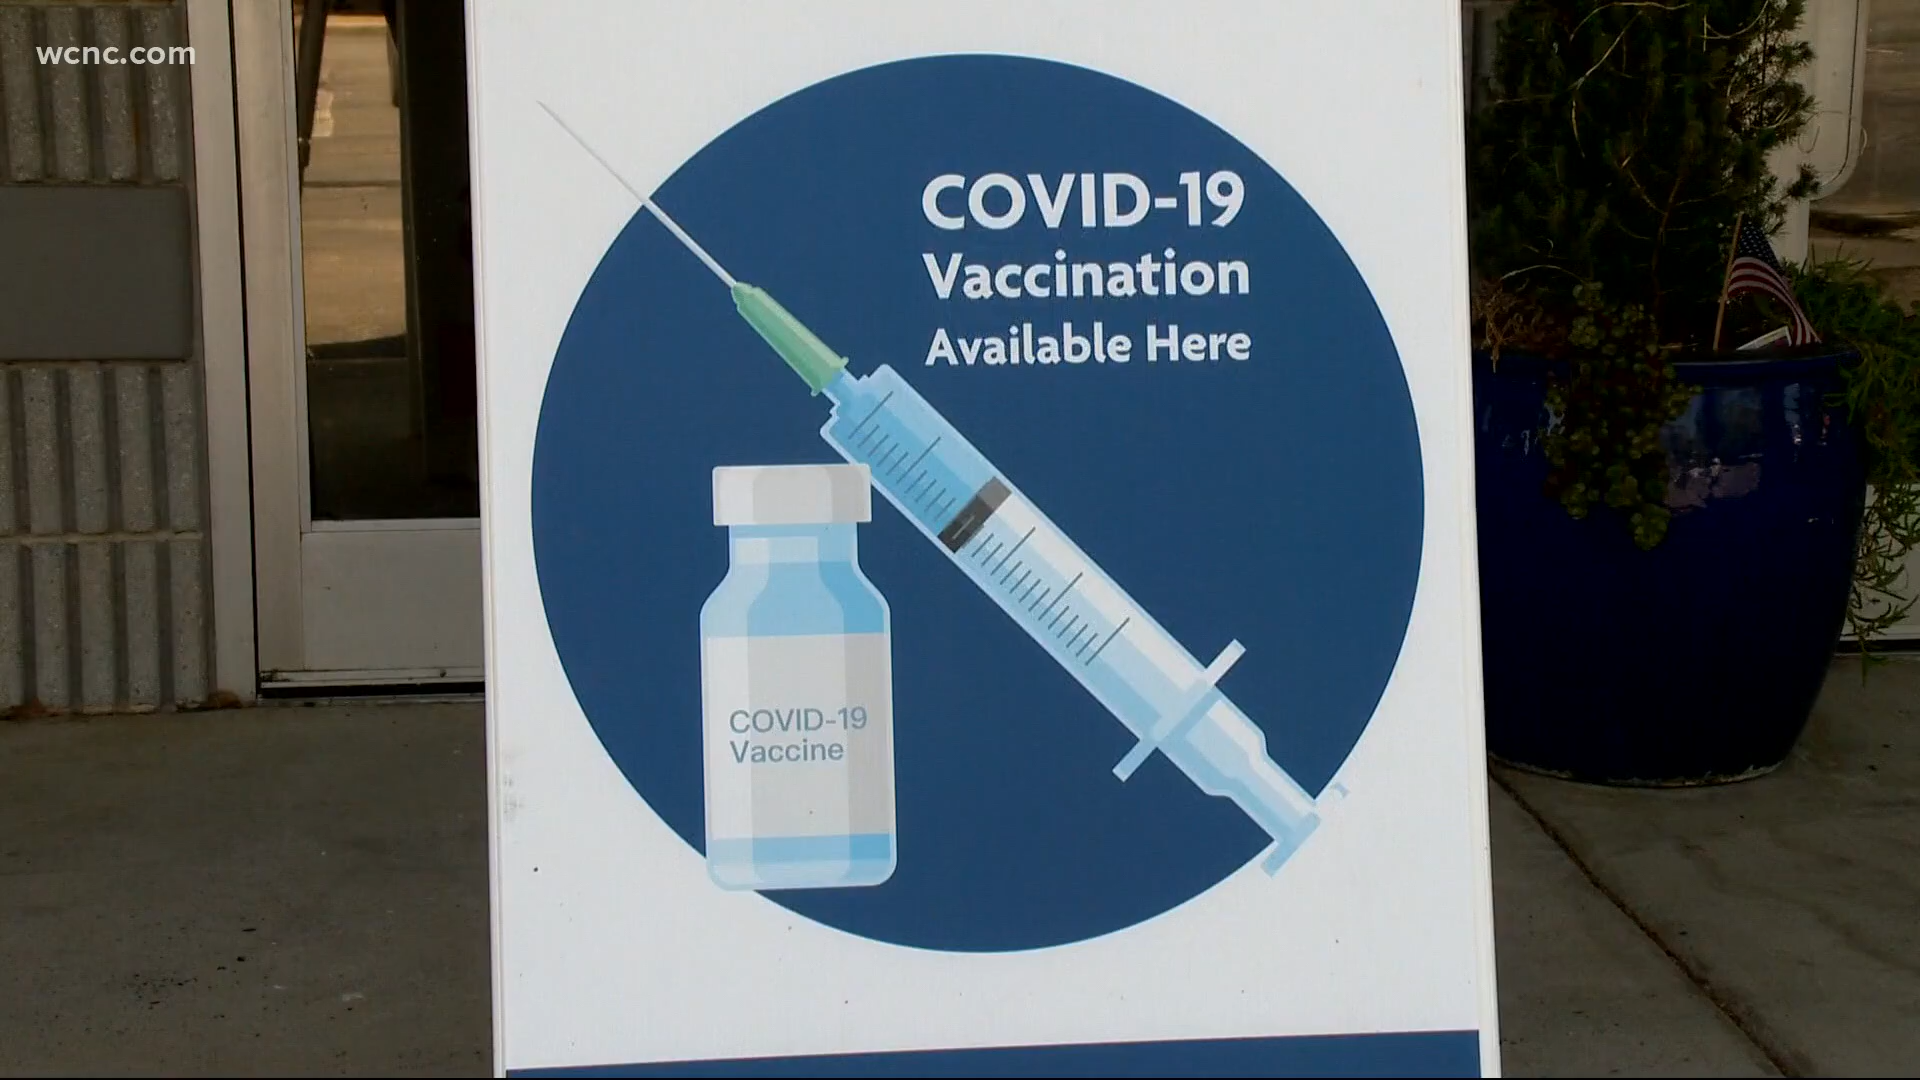 wcnc.com
COVID-19
Vaccination
Available Here
COVID-19
Vaccine